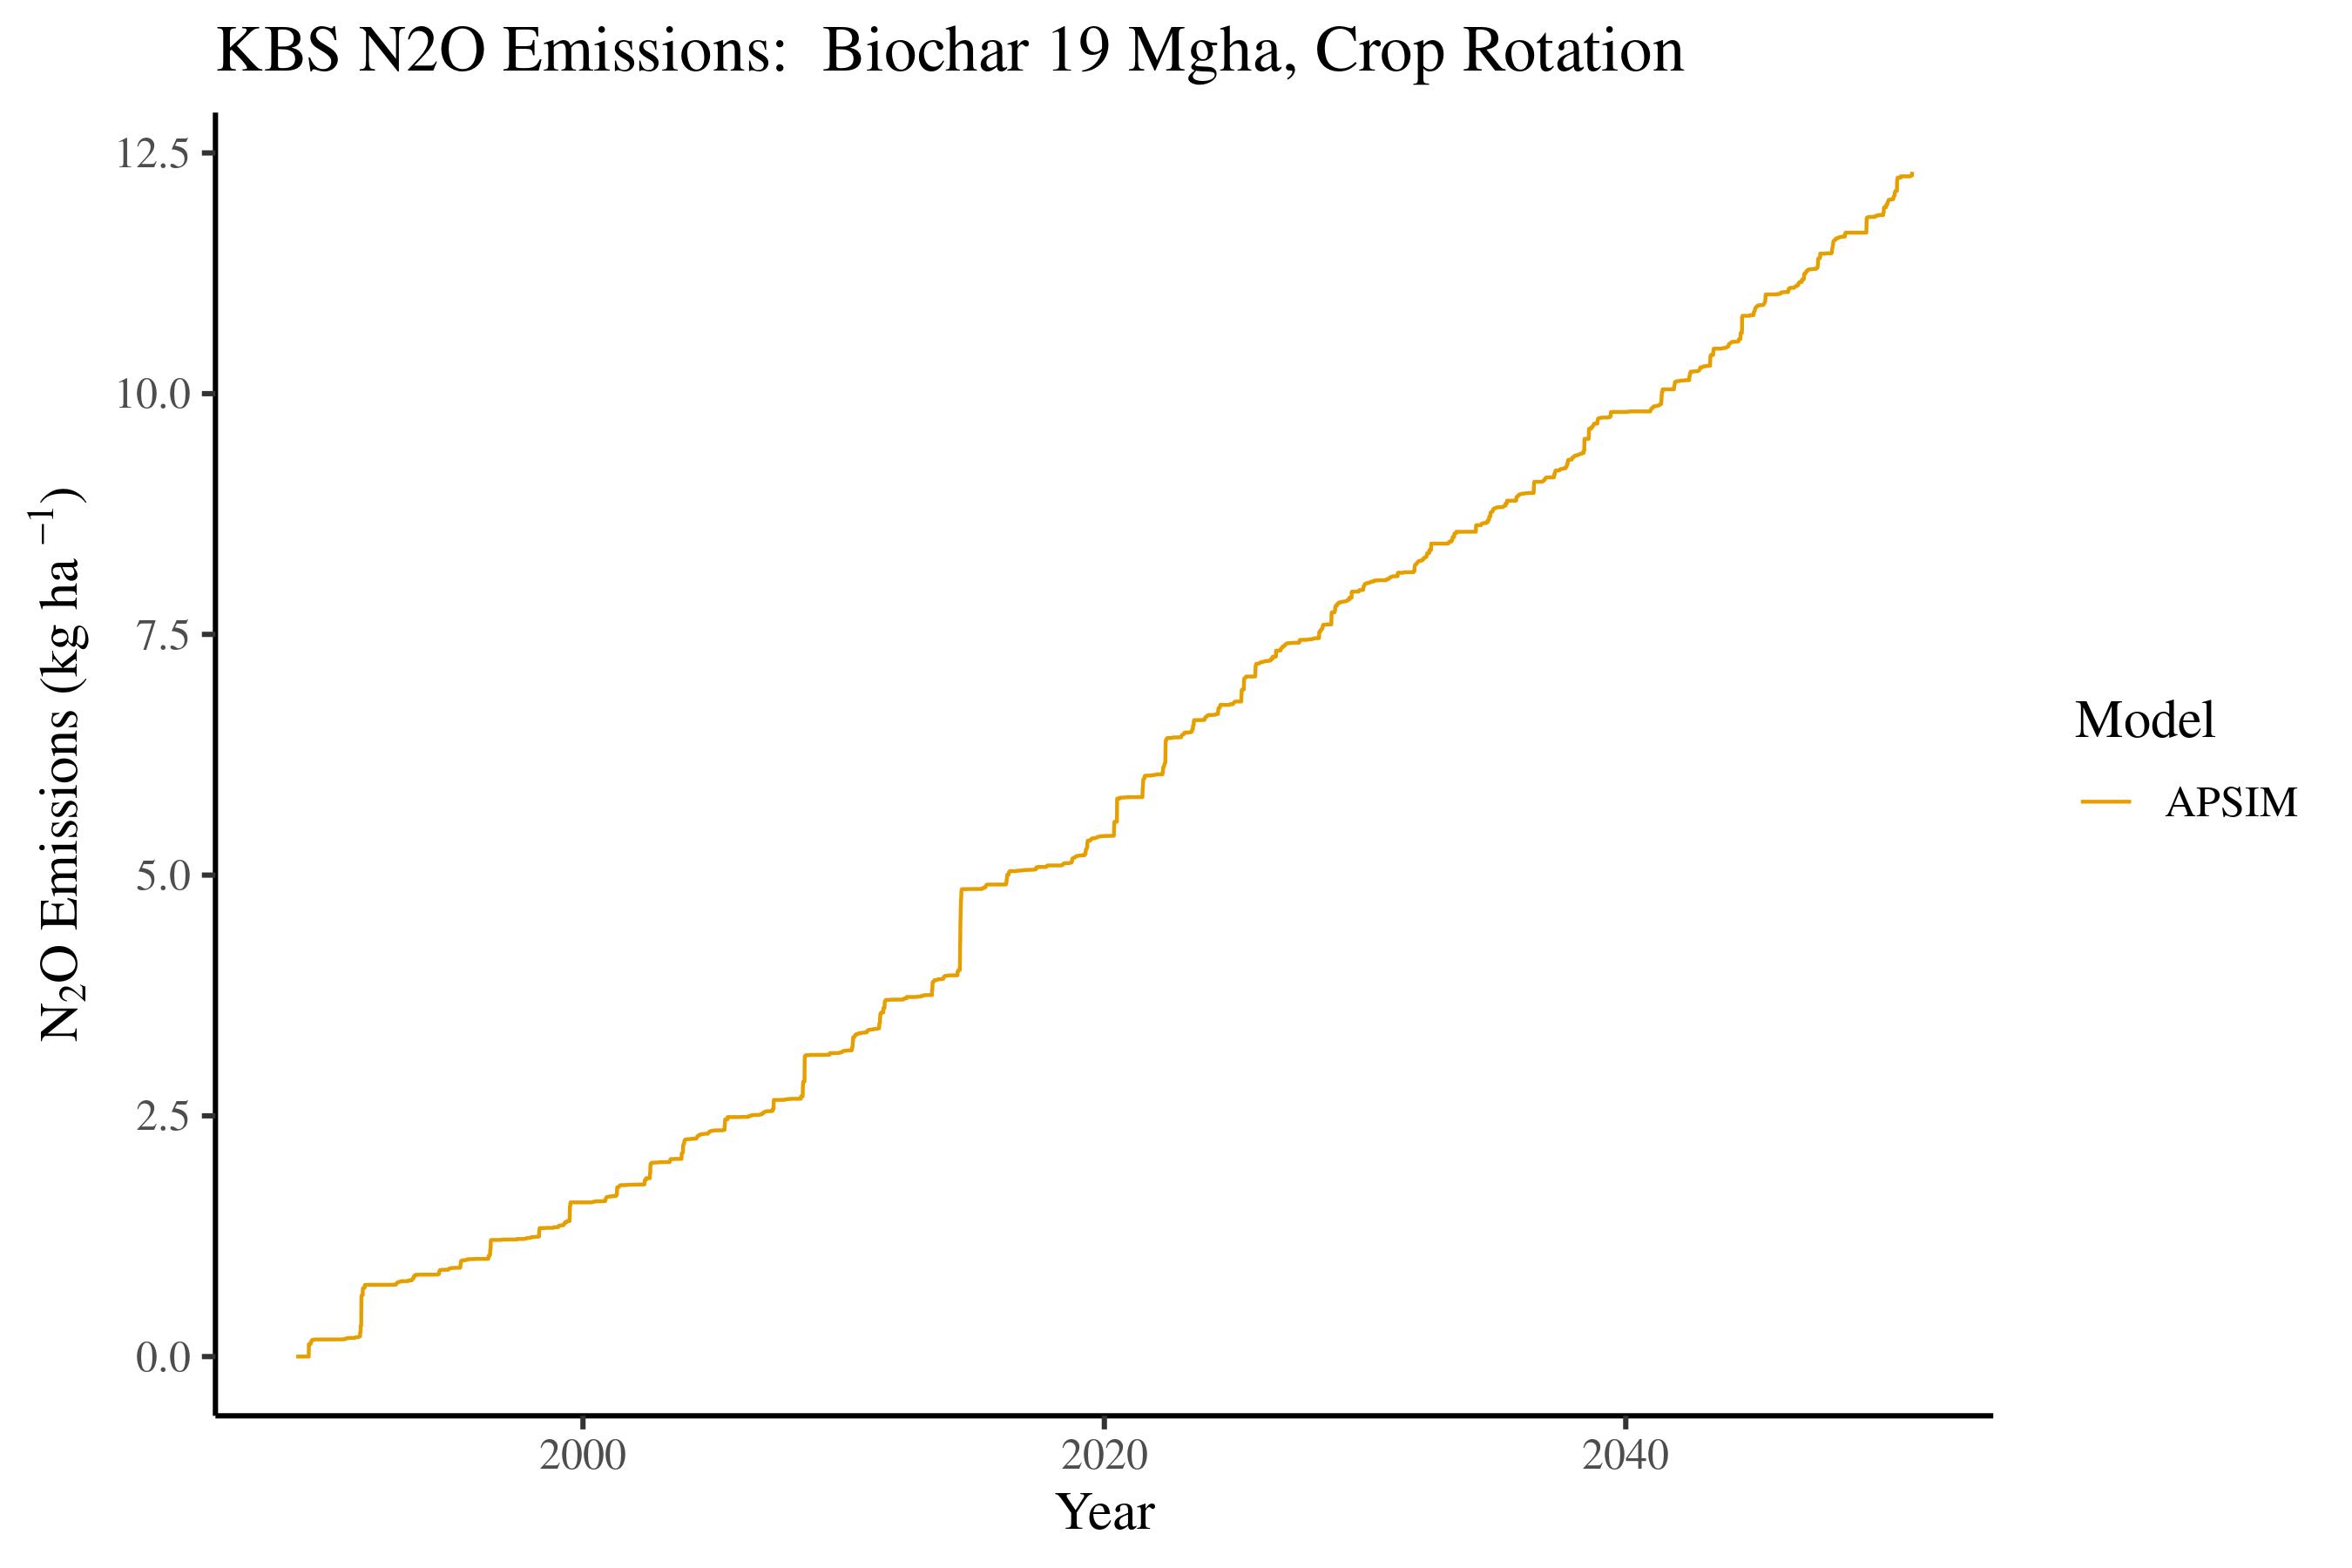 KBS N2O Emissions:  Biochar 19 Mgha, Crop Rotation
N₂O Emissions (kg ha ⁻¹)
12.5
10.0
7.5
5.0
2.5
0.0
2000
2020
2040
Year
Model
APSIM